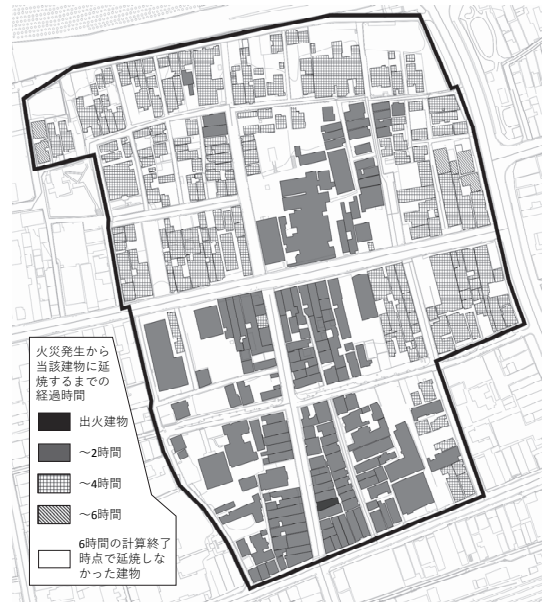 火災発生から
当該建物に延
焼するまでの
経過時間
出火建物
～2時間
～4時間
～6時間
6時間の計算終了
時点で延焼しな
かった建物